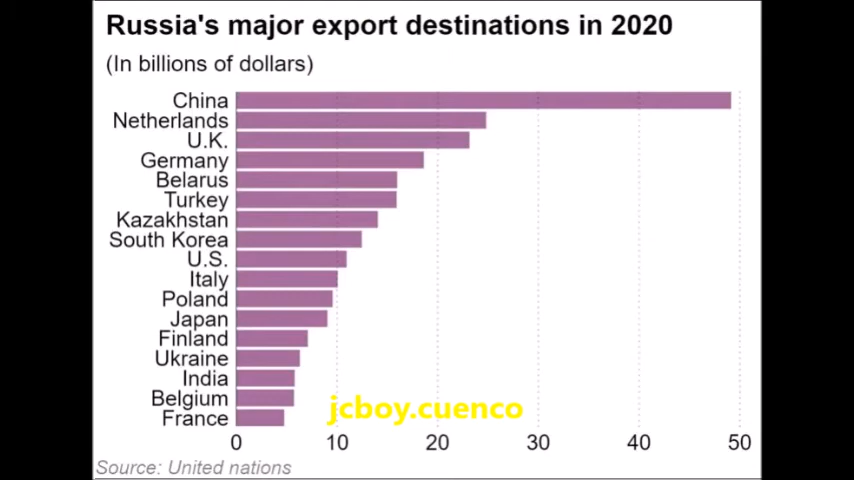 Russia's major export destinations in 2020
(In billions of dollars)
China
Netherlands
U.K.
Germany
Belarus
Turkey
Kazakhstan
South Korea
U.S.
Italy
Poland
Japan
Finland
Ukraine
India
Belgium
France
jcboy.cuenco
0 10 20 30 40 50
Source: United nations